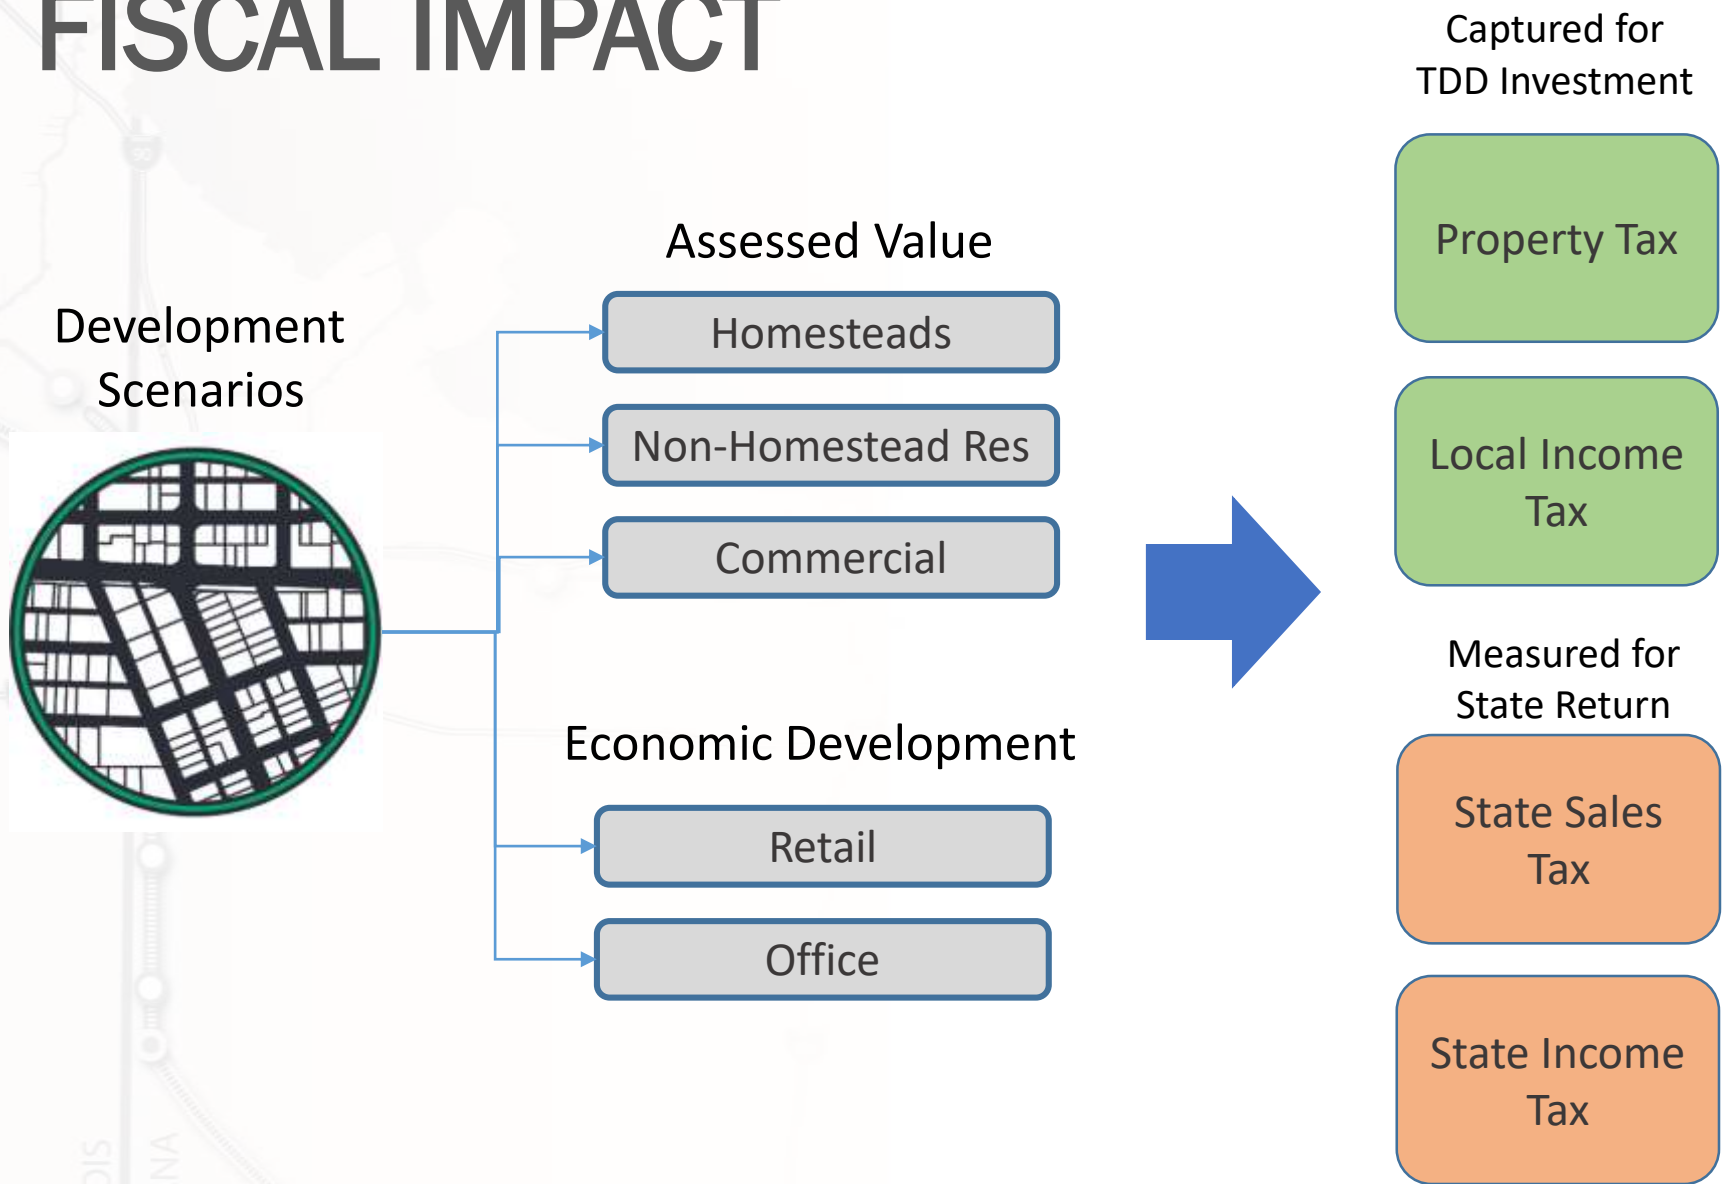 FISCAL IMPACT
Development
Scenarios
Assessed Value
Homesteads
Non-Homestead Res
Commercial
Economic Development
Retail
Office
Captured for
TDD Investment
Property Tax
Local Income
Tax
Measured for
State Return
State Sales
Tax
State Income
Tax